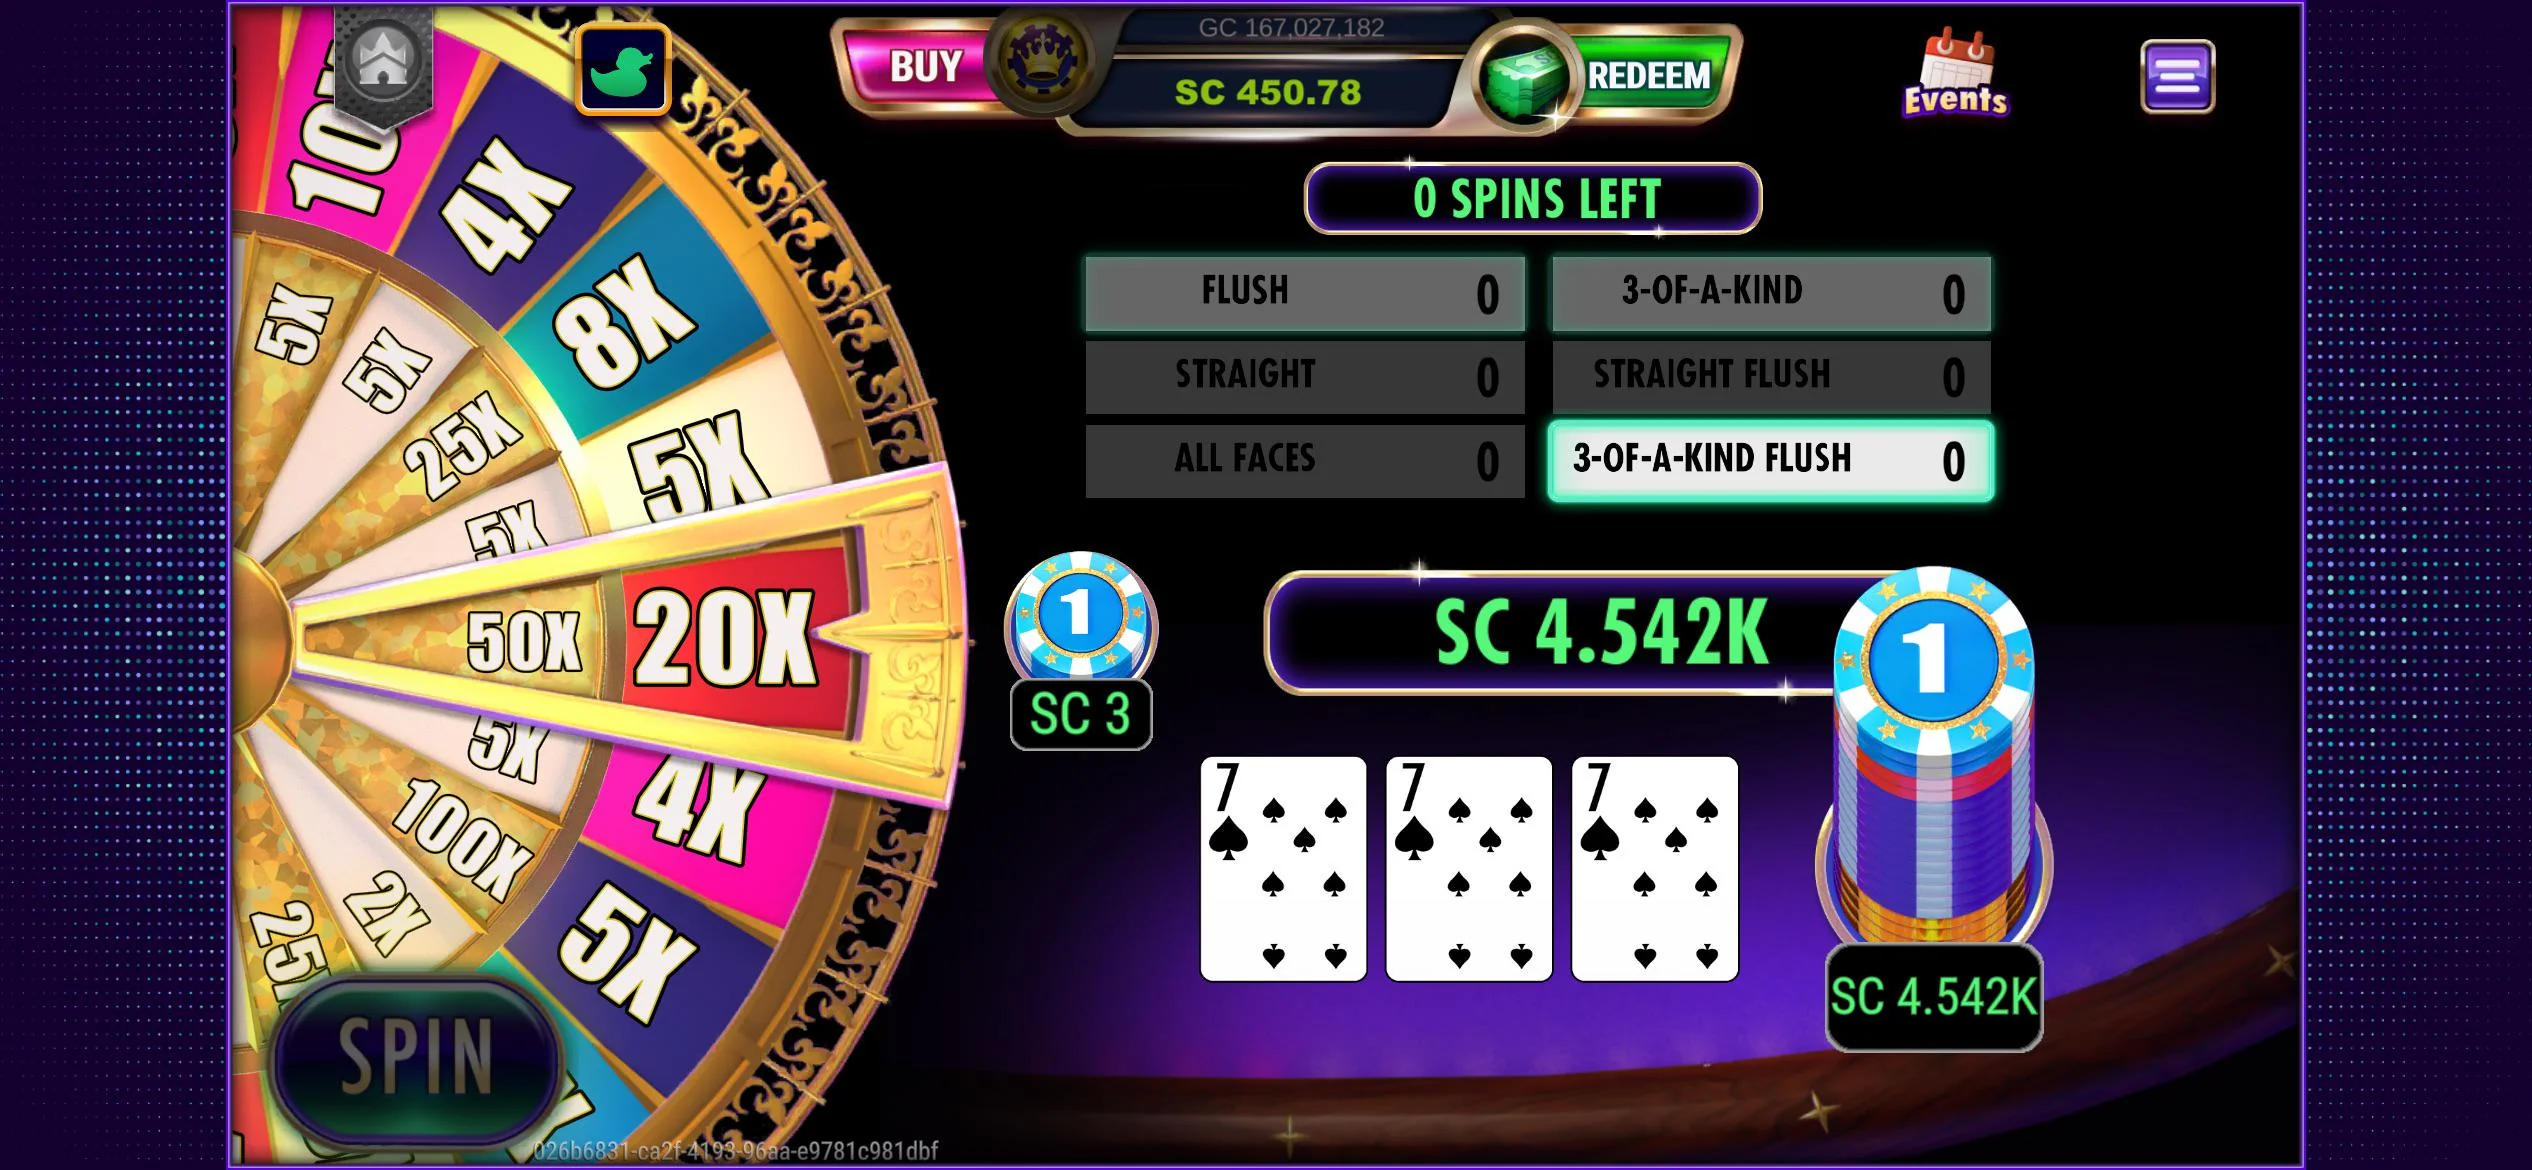 GC 167,027,182
BUY
SC 450.78
REDEEM
Events
0 SPINS LEFT
FLUSH 0
3-OF-A-KIND 0
STRAIGHT 0
STRAIGHT FLUSH 0
ALL FACES 0
3-OF-A-KIND FLUSH 0
4X
8X
5X
20X
4X
5X
5X
5X
25X
5X
50X
5X
100X
2X
1
SC 3
SC 4.542K
1
7
7
7
SC 4.542K
SPIN
026b6831-ca2f-4193-96aa-e9781c981dbf